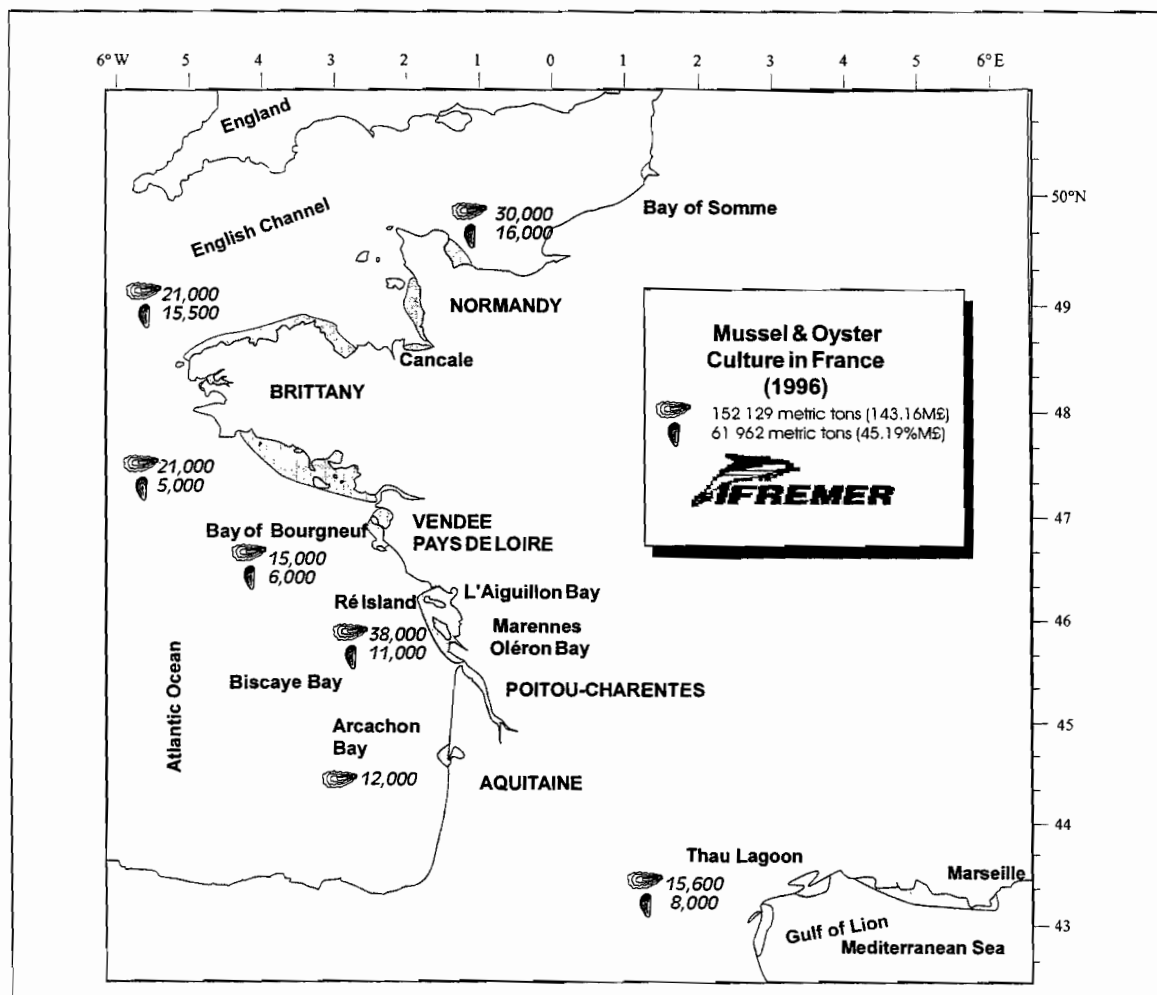 6° W 5 4 2 1 0 1 2 3 4 6° E
England
English Channel
30,000
16,000
Bay of Somme
50°N
21,000
15,500
NORMANDY
49
Cancale
BRITTANY
Mussel & Oyster
Culture in France
(1996)
152 129 metric tons (143.16M£)
61 962 metric tons (45.19%M£)
IFREMER
48
21,000
5,000
47
Bay of Bourgneuf
15,000
6,000
VENDEE
PAYS DE LOIRE
L'Aiguillon Bay
46
Ré Island
38,000
11,000
Marennes
Oléron Bay
Biscaye Bay
POITOU-CHARENTES
Atlantic Ocean
45
Arcachon
Bay
12,000
AQUITAINE
44
Thau Lagoon
15,600
8,000
Marseille
43
Gulf of Lion
Mediterranean Sea